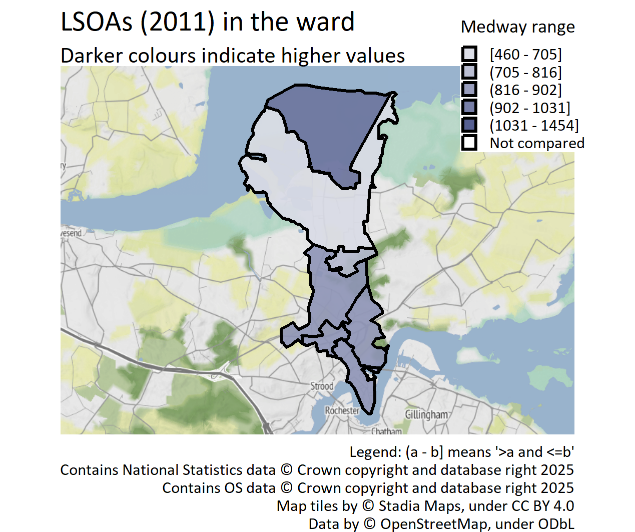 LSOAs (2011) in the ward
Darker colours indicate higher values
Medway range
[460 - 705]
(705 - 816]
(816 - 902]
(902 - 1031]
(1031 - 1454]
Not compared
ry
vesend
Strood
Rochester
Gillingham
Chatham
Legend: (a - b] means '>a and <=b'
Contains National Statistics data © Crown copyright and database right 2025
Contains OS data © Crown copyright and database right 2025
Map tiles by © Stadia Maps, under CC BY 4.0
Data by © OpenStreetMap, under ODbL